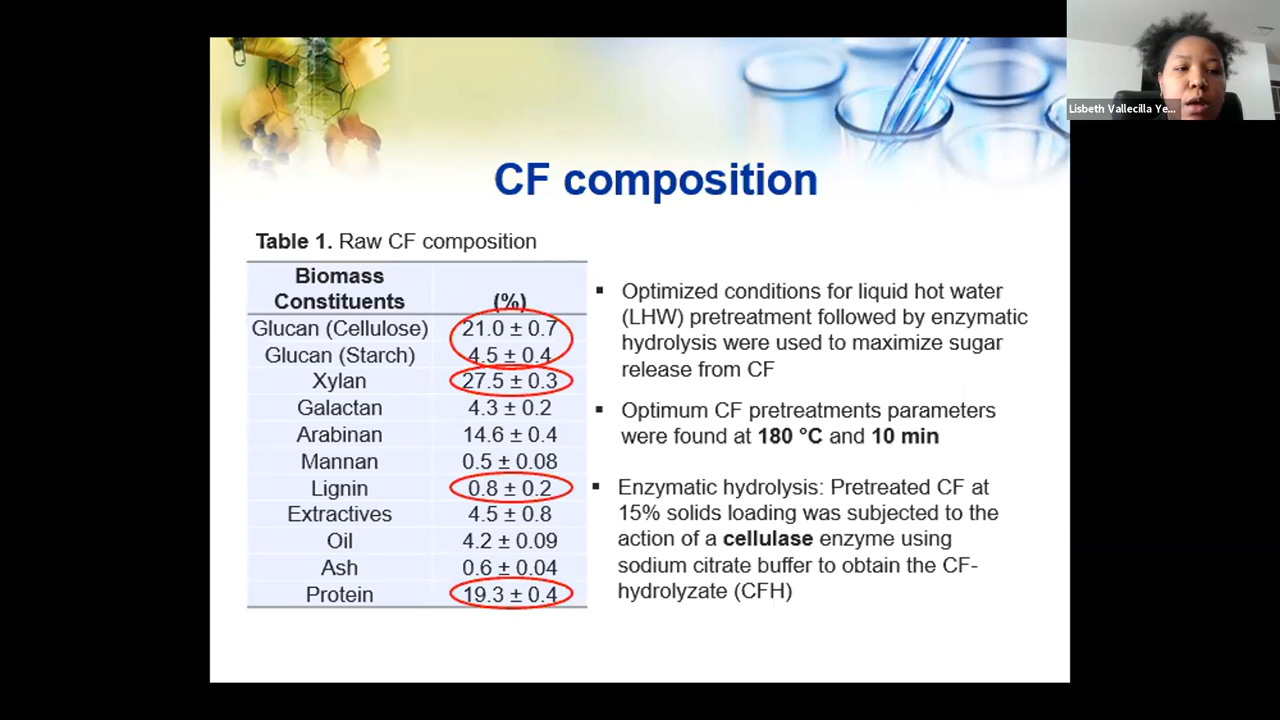 Lisbeth Vallecilla Ye...
CF composition
Table 1. Raw CF composition
Biomass
Constituents (%)
Glucan (Cellulose) 21.0 ± 0.7
Glucan (Starch) 4.5 ± 0.4
Xylan 27.5 ± 0.3
Galactan 4.3 ± 0.2
Arabinan 14.6 ± 0.4
Mannan 0.5 ± 0.08
Lignin 0.8 ± 0.2
Extractives 4.5 ± 0.8
Oil 4.2 ± 0.09
Ash 0.6 ± 0.04
Protein 19.3 ± 0.4
▪ Optimized conditions for liquid hot water
(LHW) pretreatment followed by enzymatic
hydrolysis were used to maximize sugar
release from CF
▪ Optimum CF pretreatments parameters
were found at 180 °C and 10 min
▪ Enzymatic hydrolysis: Pretreated CF at
15% solids loading was subjected to the
action of a cellulase enzyme using
sodium citrate buffer to obtain the CF-
hydrolyzate (CFH)